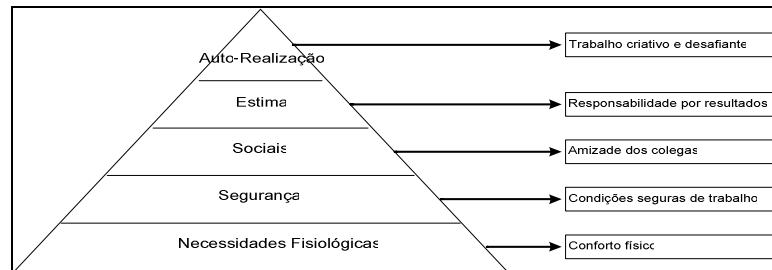 Auto-Realização
Trabalho criativo e desafiante
Estima
Responsabilidade por resultados
Sociais
Amizade dos colegas
Segurança
Condições seguras de trabalho
Necessidades Fisiológicas
Conforto físico